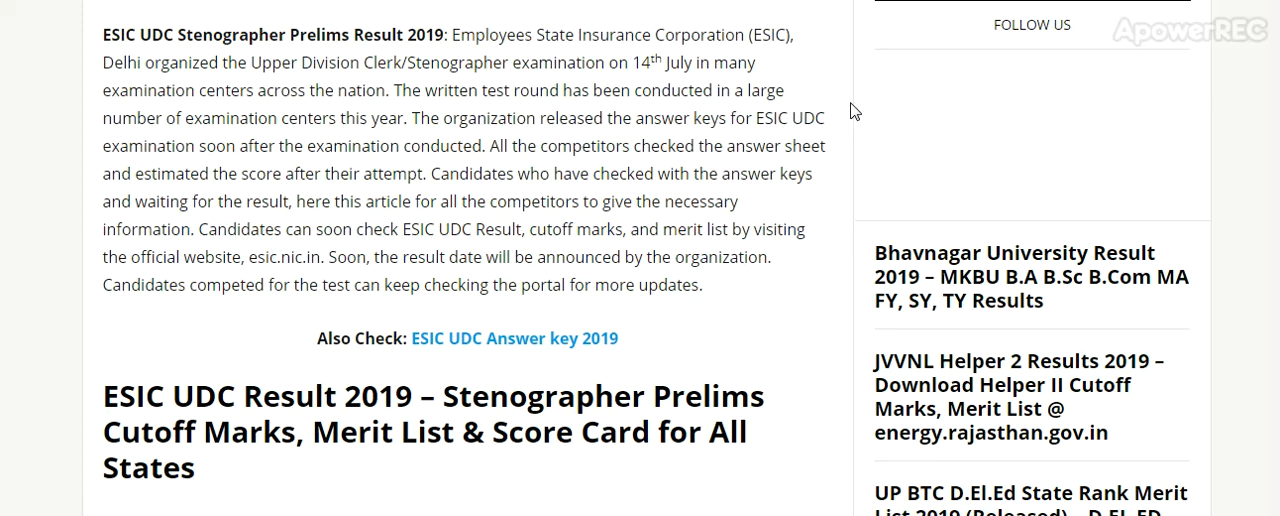 ESIC UDC Stenographer Prelims Result 2019: Employees State Insurance Corporation (ESIC),
Delhi organized the Upper Division Clerk/Stenographer examination on 14th July in many
examination centers across the nation. The written test round has been conducted in a large
number of examination centers this year. The organization released the answer keys for ESIC UDC
examination soon after the examination conducted. All the competitors checked the answer sheet
and estimated the score after their attempt. Candidates who have checked with the answer keys
and waiting for the result, here this article for all the competitors to give the necessary
information. Candidates can soon check ESIC UDC Result, cutoff marks, and merit list by visiting
the official website, esic.nic.in. Soon, the result date will be announced by the organization.
Candidates competed for the test can keep checking the portal for more updates.
Also Check: ESIC UDC Answer key 2019
ESIC UDC Result 2019 – Stenographer Prelims
Cutoff Marks, Merit List & Score Card for All
States
FOLLOW US
ApowerREC
Bhavnagar University Result
2019 – MKBU B.A B.Sc B.Com MA
FY, SY, TY Results
JVVNL Helper 2 Results 2019 –
Download Helper II Cutoff
Marks, Merit List @
energy.rajasthan.gov.in
UP BTC D.El.Ed State Rank Merit
List 2019 (Released) – D.EL.ED